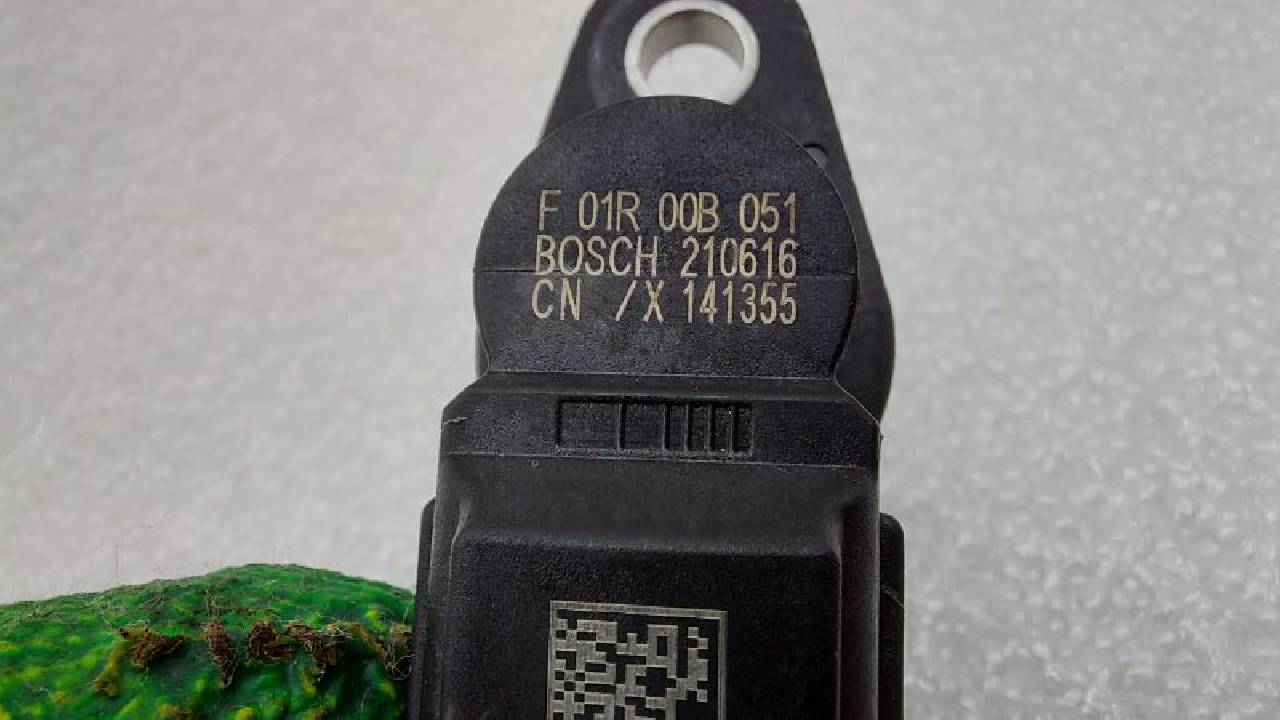 F 01R 00B 051
BOSCH 210616
CN /X 141355